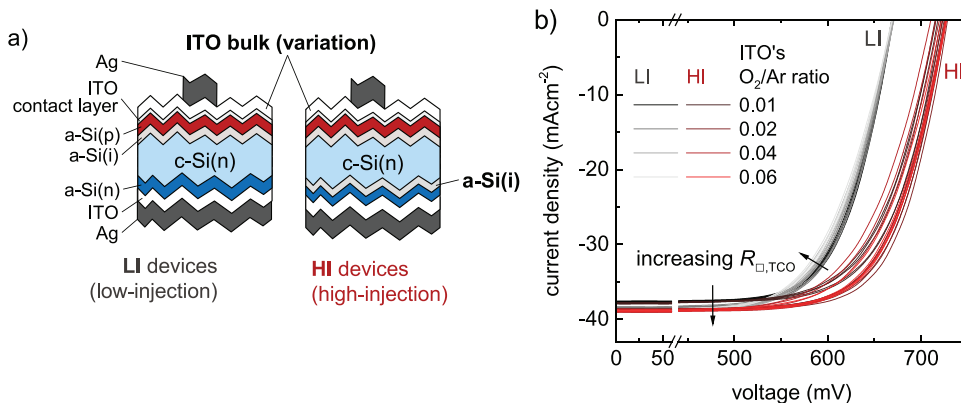 a)
ITO bulk (variation)
Ag
ITO
contact layer
a-Si(p)
a-Si(i)
c-Si(n)
a-Si(n)
ITO
Ag
LI devices
(low-injection)
c-Si(n)
a-Si(i)
HI devices
(high-injection)
b)
current density (mAcm-2)
0
-10
-20
-30
-40
LI
HI
ITO's
LI HI O2/Ar ratio
0.01
0.02
0.04
0.06
increasing R□,TCO
0 50 500 600 700
voltage (mV)